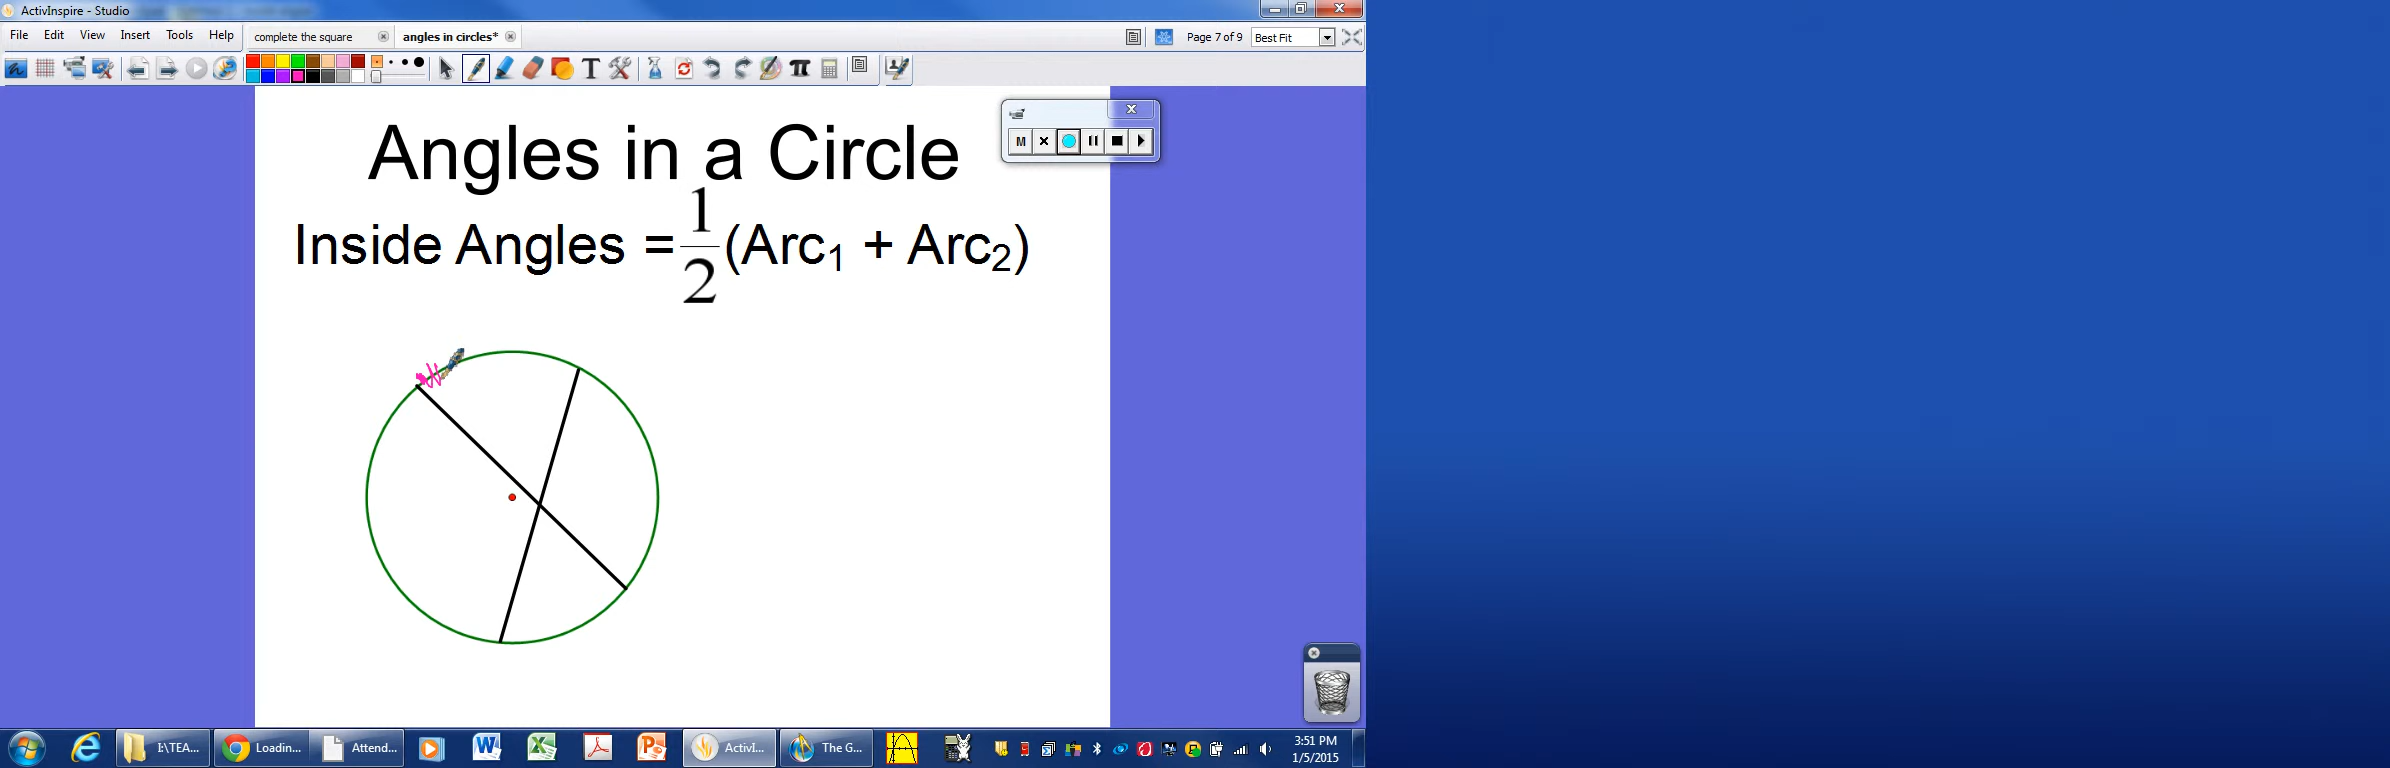 ActivInspire - Studio
File Edit View Insert Tools Help
complete the square
angles in circles*
Page 7 of 9
Best Fit
T π
M
Angles in a Circle
Inside Angles = 1/2 (Arc₁ + Arc₂)
I:\TEA...
Loadin...
Attend...
ActivI...
The G...
3:51 PM
1/5/2015